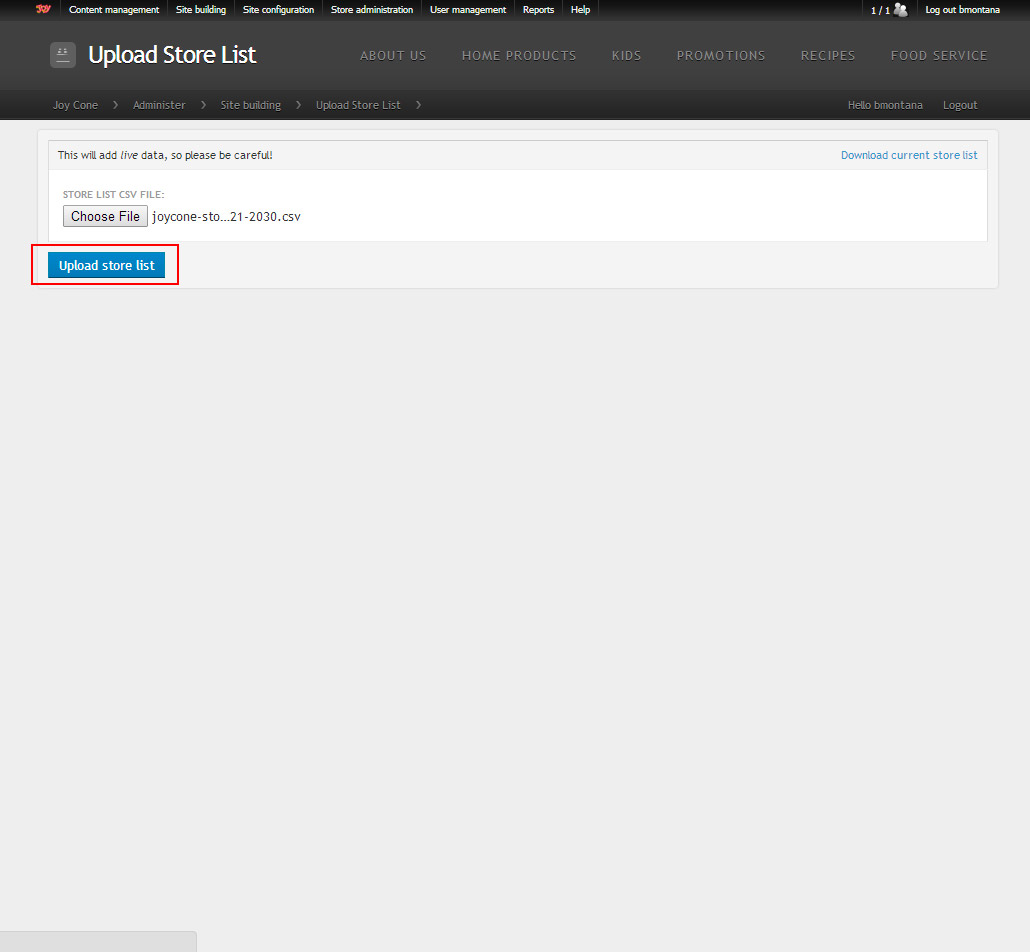 JOY Content management Site building Site configuration Store administration User management Reports Help 1 / 1 Log out bmontana
Upload Store List ABOUT US HOME PRODUCTS KIDS PROMOTIONS RECIPES FOOD SERVICE
Joy Cone › Administer › Site building › Upload Store List › Hello bmontana Logout
This will add live data, so please be careful! Download current store list
STORE LIST CSV FILE:
Choose File joycone-sto...21-2030.csv
Upload store list